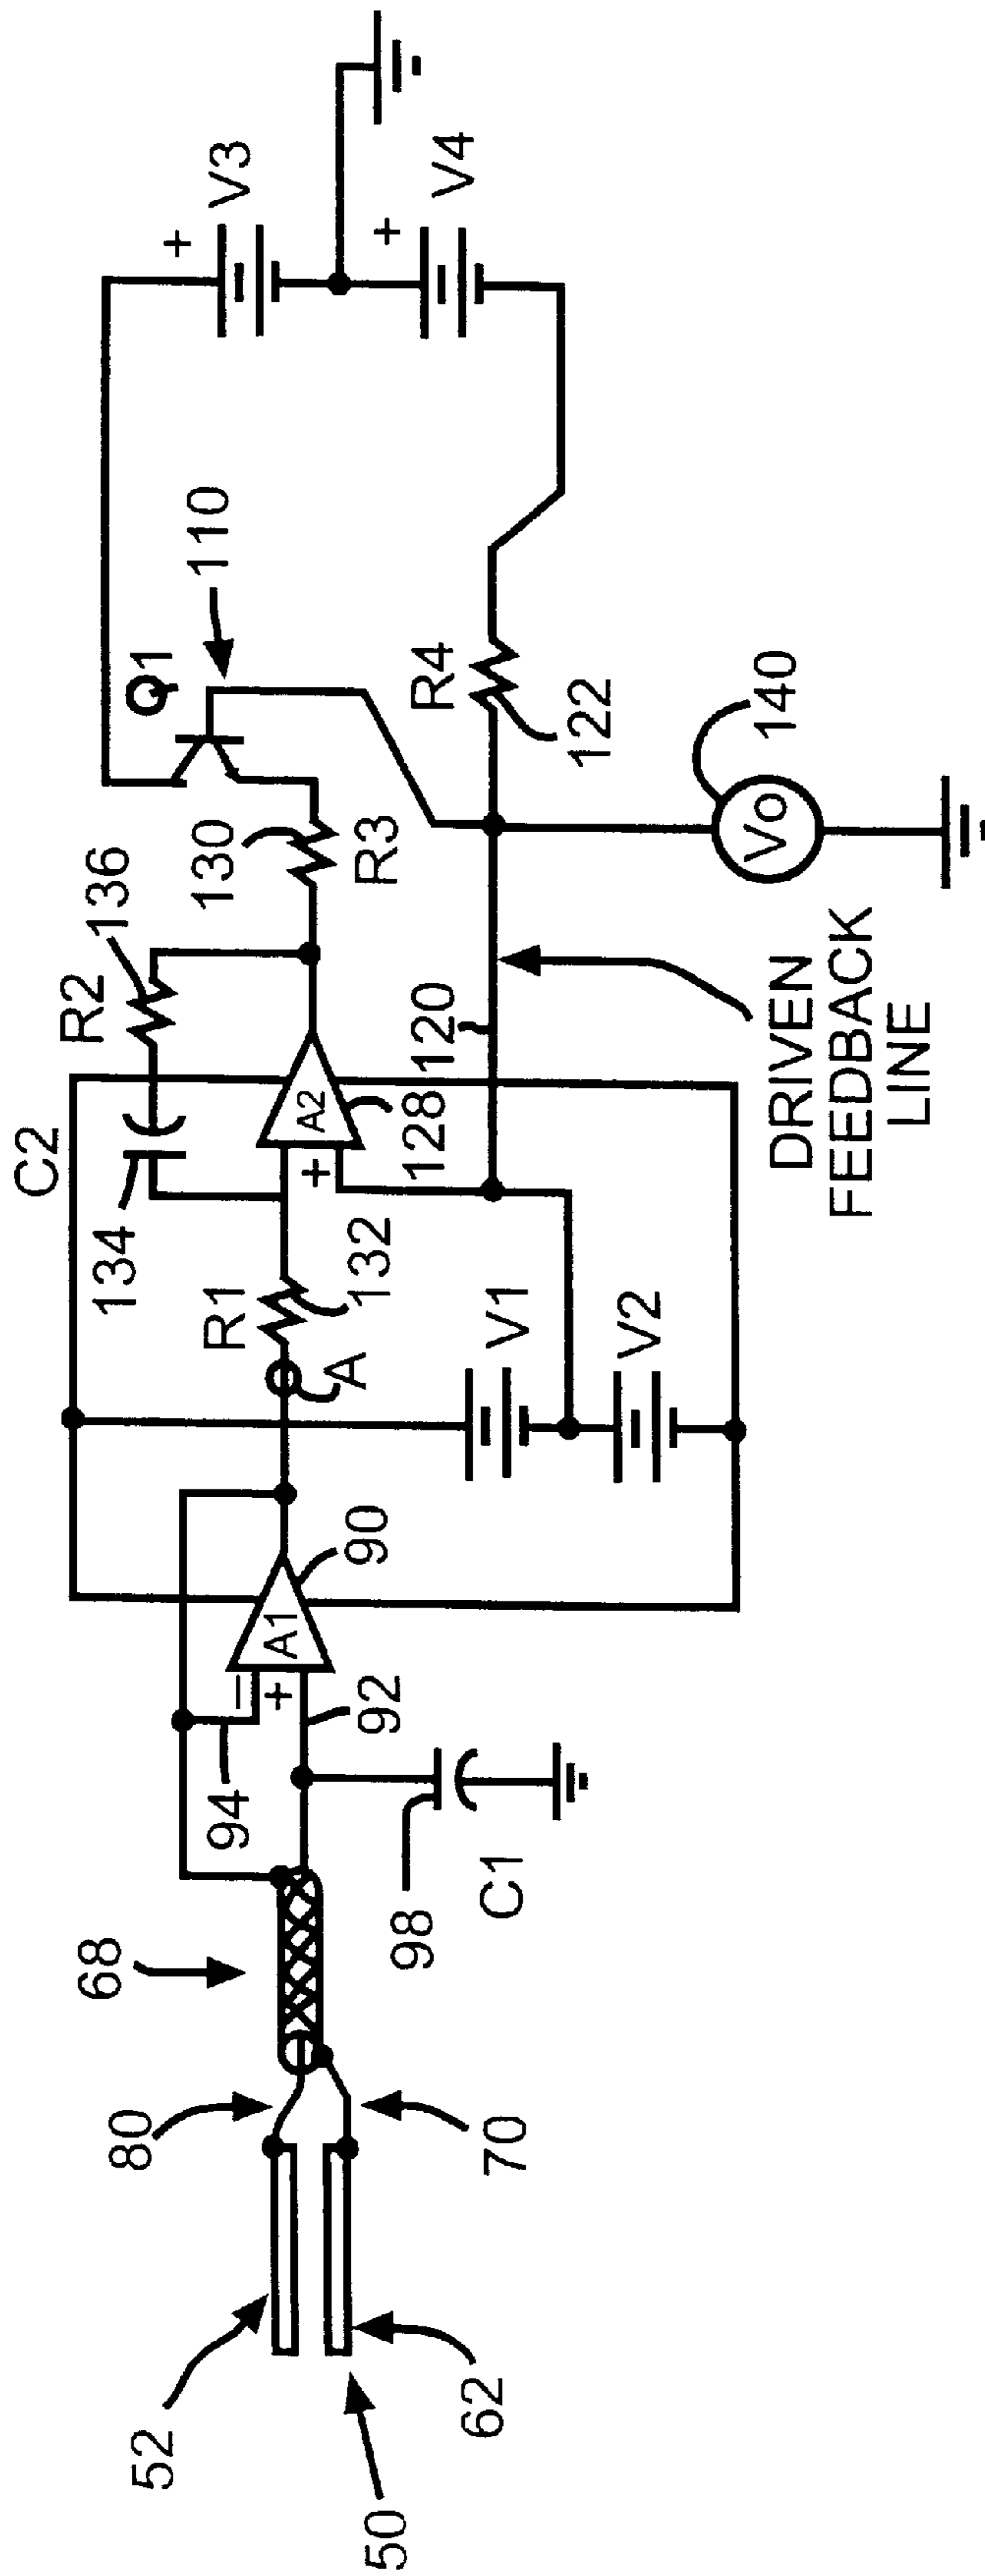 52
50
62
80
70
68
94
98
C1
92
A1
90
–
+
A
R1
132
V1
V2
134
C2
R2
136
A2
+
128
120
130
R3
Q1
110
R4
122
DRIVEN
FEEDBACK
LINE
Vo
140
+
V3
+
V4